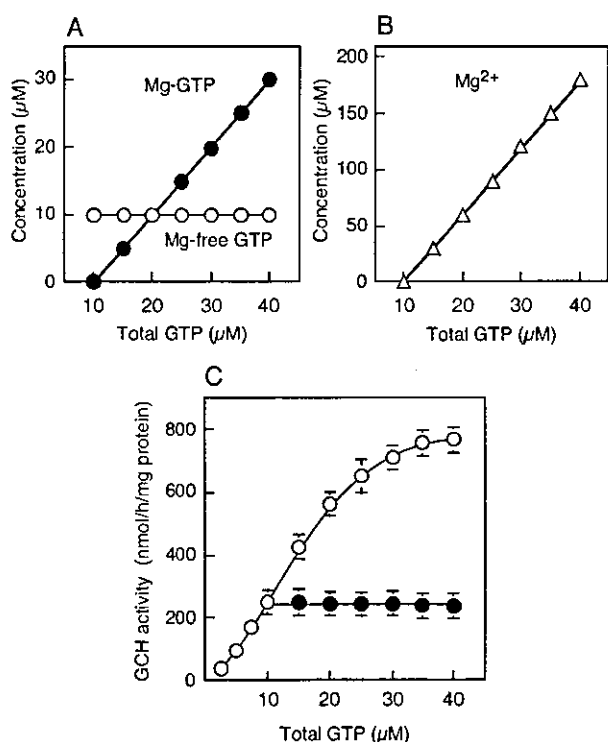 A
Concentration (µM)
30
20
10
0
Mg-GTP
Mg-free GTP
10 20 30 40
Total GTP (µM)
B
Concentration (µM)
200
150
100
50
0
Mg2+
10 20 30 40
Total GTP (µM)
C
GCH activity (nmol/h/mg protein)
800
600
400
200
0
10 20 30 40
Total GTP (µM)